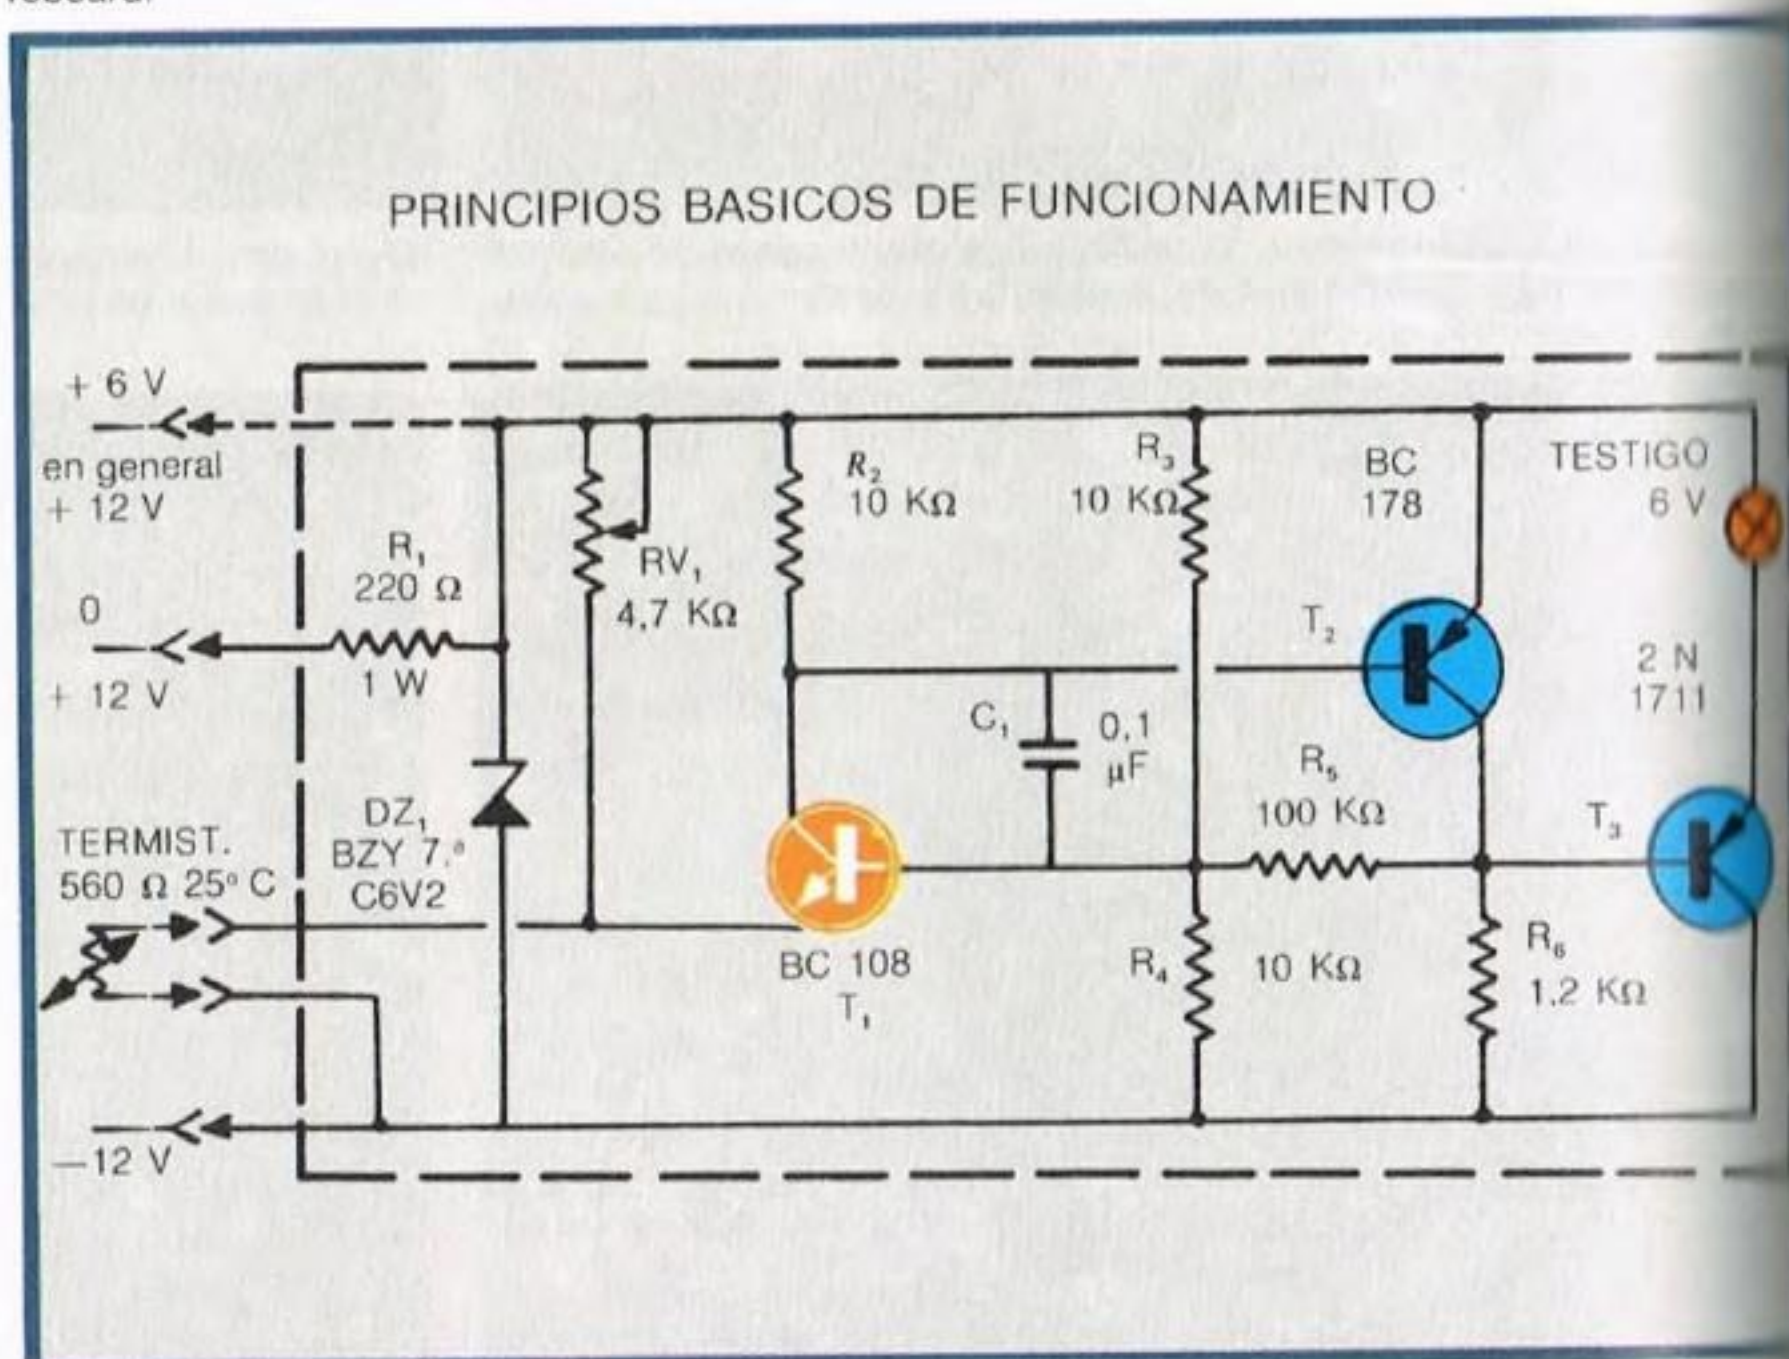 PRINCIPIOS BASICOS DE FUNCIONAMIENTO
+ 6 V
en general
+ 12 V
0
+ 12 V
R₁
220 Ω
1 W
RV₁
4,7 KΩ
R₂
10 KΩ
R₃
10 KΩ
BC
178
TESTIGO
6 V
T₂
2 N
1711
C₁
0,1
µF
R₅
100 KΩ
T₃
DZ₁
BZY 7.ª
C6V2
TERMIST.
560 Ω 25º C
BC 108
T₁
R₄
10 KΩ
R₆
1,2 KΩ
—12 V